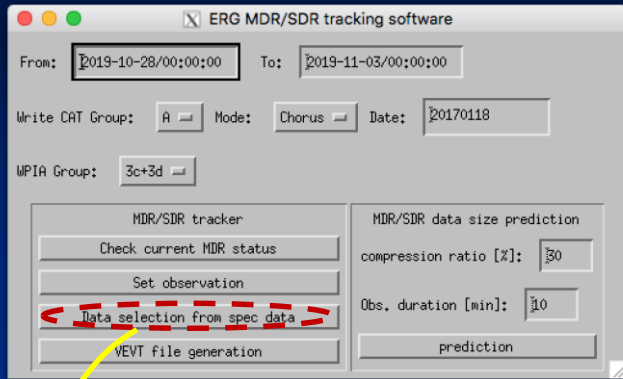 ERG MDR/SDR tracking software
From: 2019-10-28/00:00:00 To: 2019-11-03/00:00:00
Write CAT Group: A Mode: Chorus Date: 20170118
WPIA Group: 3c+3d
MDR/SDR tracker
Check current MDR status
Set observation
Data selection from spec data
VEVT file generation
MDR/SDR data size prediction
compression ratio [%]: 30
Obs. duration [min]: 10
prediction